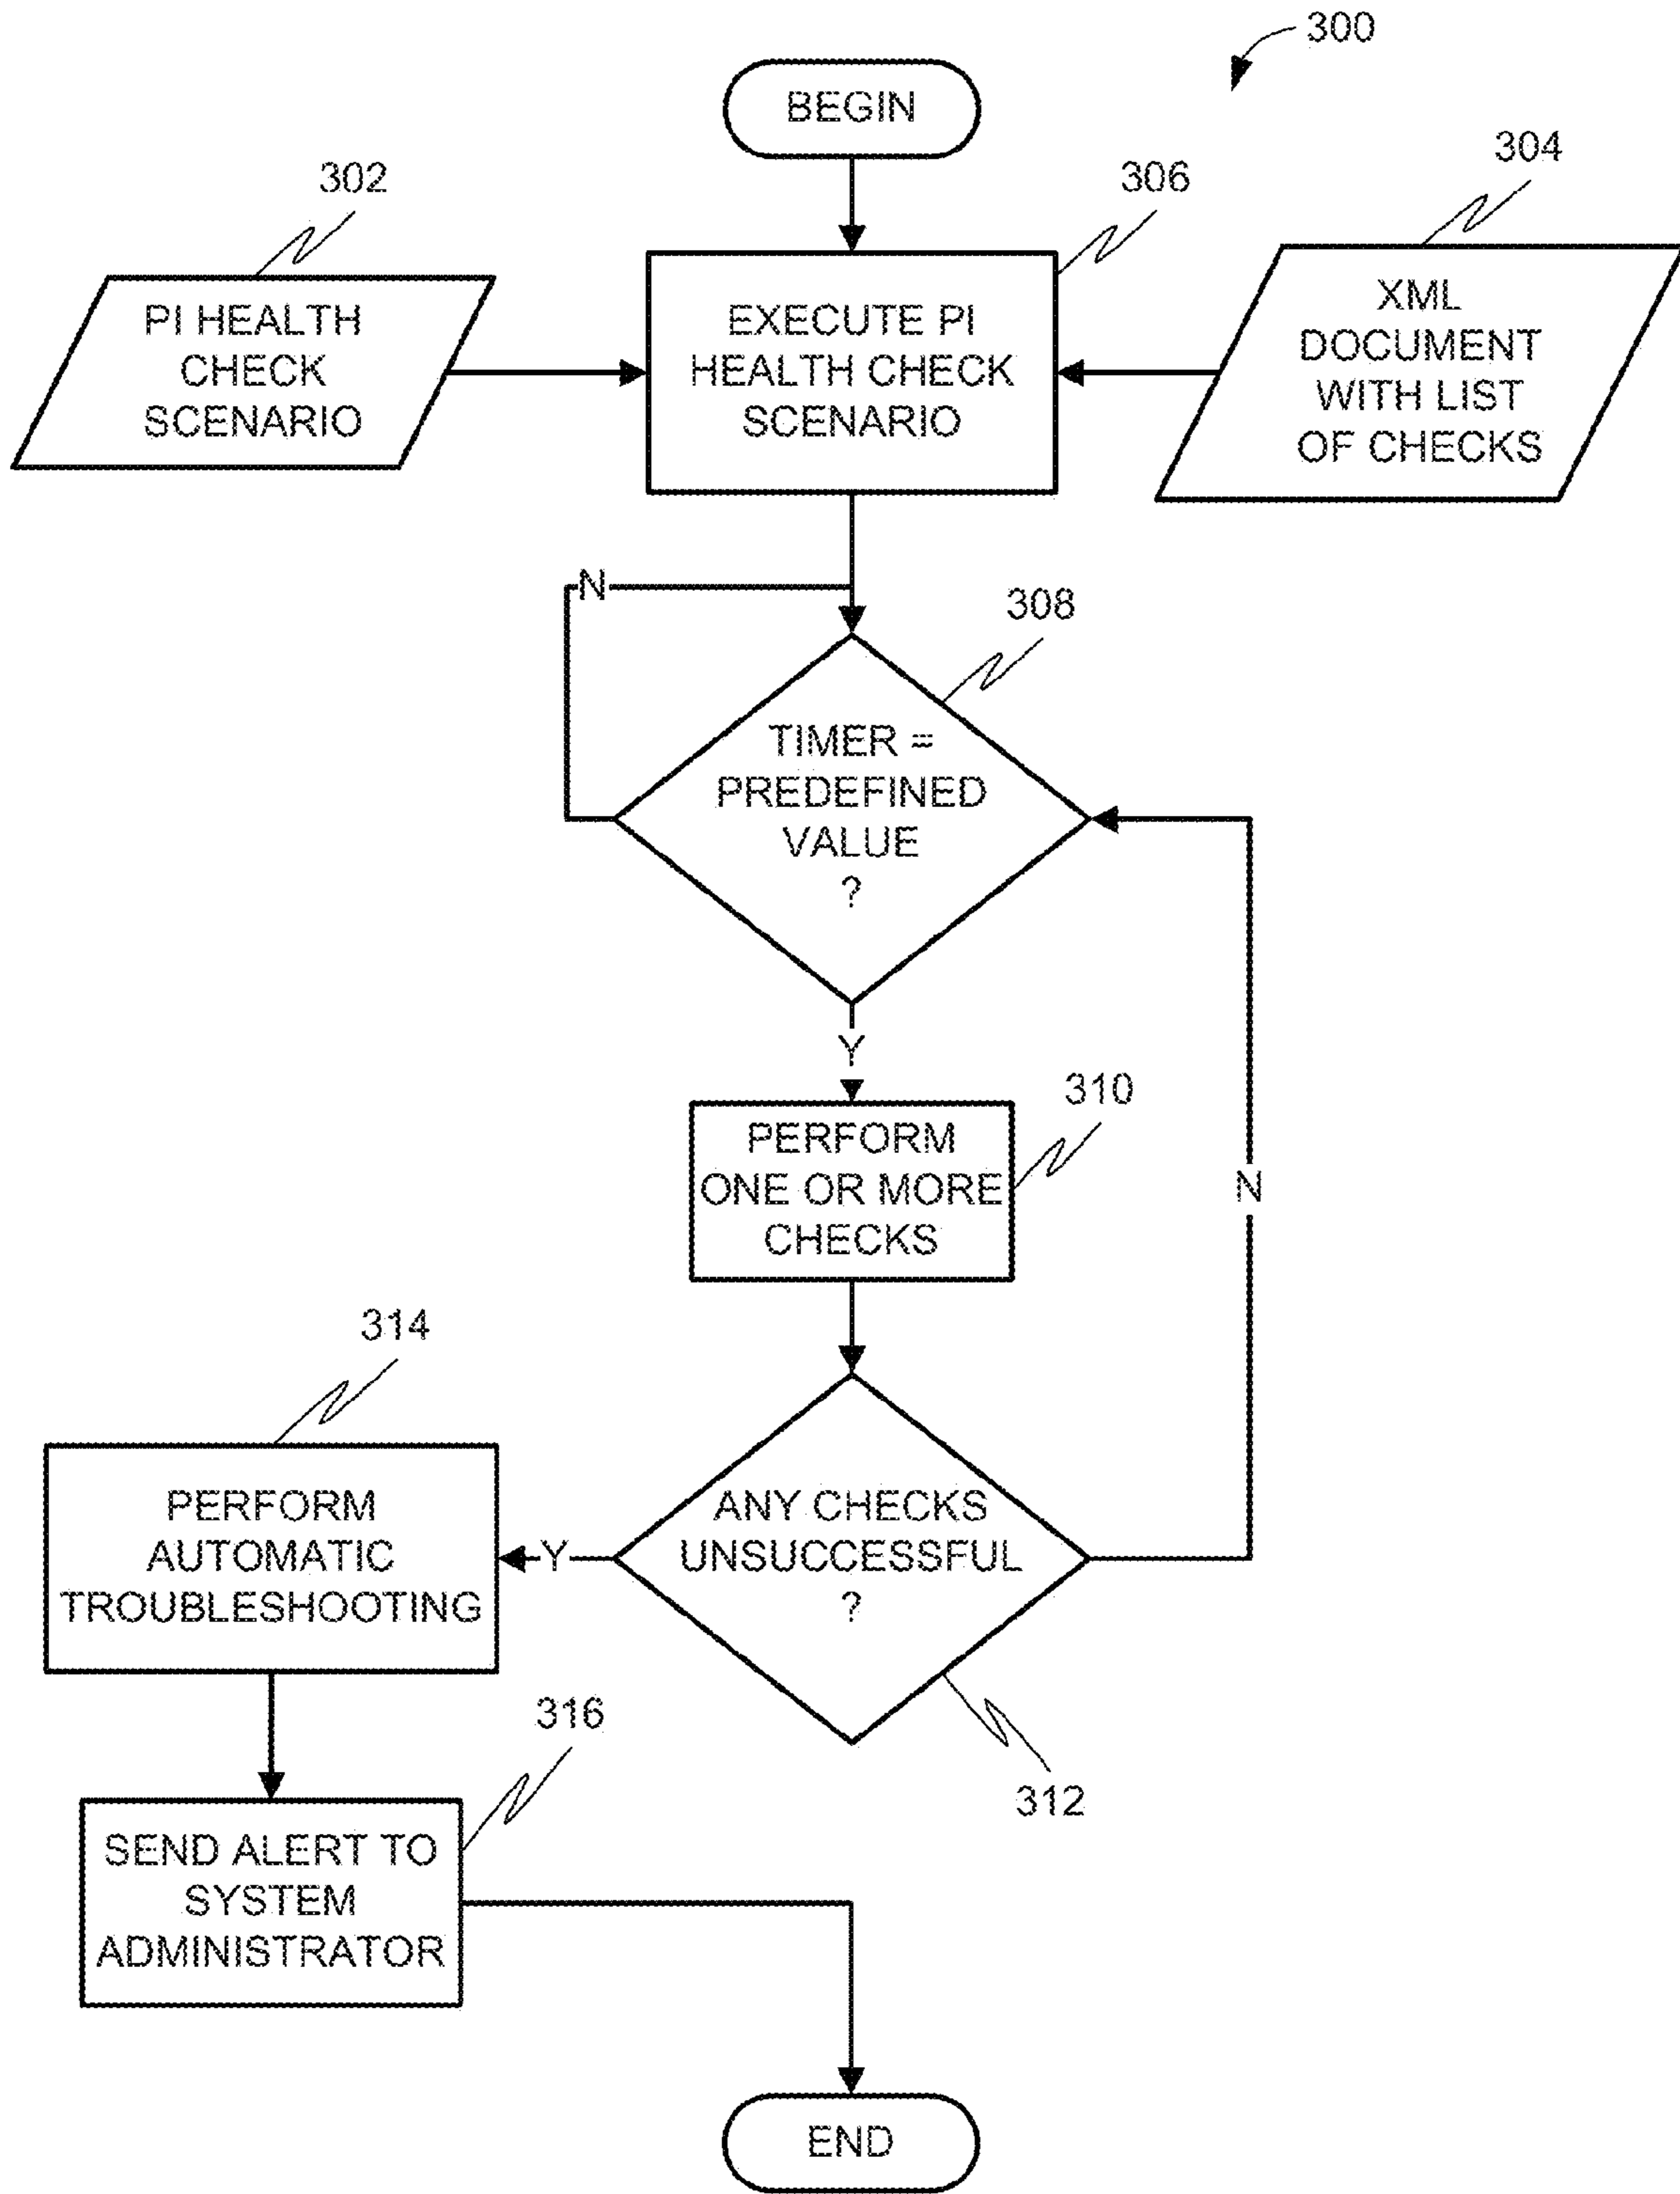 300
BEGIN
302
306
304
PI HEALTH
CHECK
SCENARIO
EXECUTE PI
HEALTH CHECK
SCENARIO
XML
DOCUMENT
WITH LIST
OF CHECKS
N
308
TIMER =
PREDEFINED
VALUE
?
Y
310
PERFORM
ONE OR MORE
CHECKS
N
314
PERFORM
AUTOMATIC
TROUBLESHOOTING
Y
ANY CHECKS
UNSUCCESSFUL
?
312
316
SEND ALERT TO
SYSTEM
ADMINISTRATOR
END